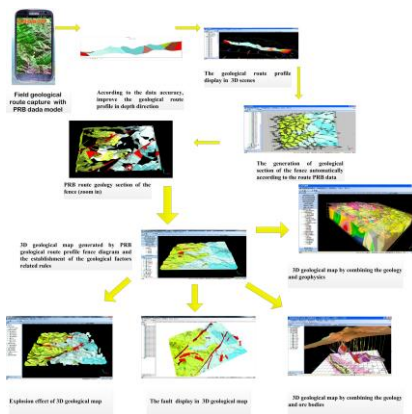 Field geological
route capture with
PRB dada model
According to the data accuracy,
improve the geological route
profile in depth direction
The geological route profile
display in 3D scenes
The generation of geological
section of the fence automatically
according to the route PRB data
PRB route geology section of the
fence (zoom in)
3D geological map generated by PRB
geological route profile fence diagram and
the establishment of the geological factors
related rules
3D geological map by combining the geology
and geophysics
Explosion effect of 3D geological map
The fault display in 3D geological map
3D geological map by combining the geology
and ore bodies